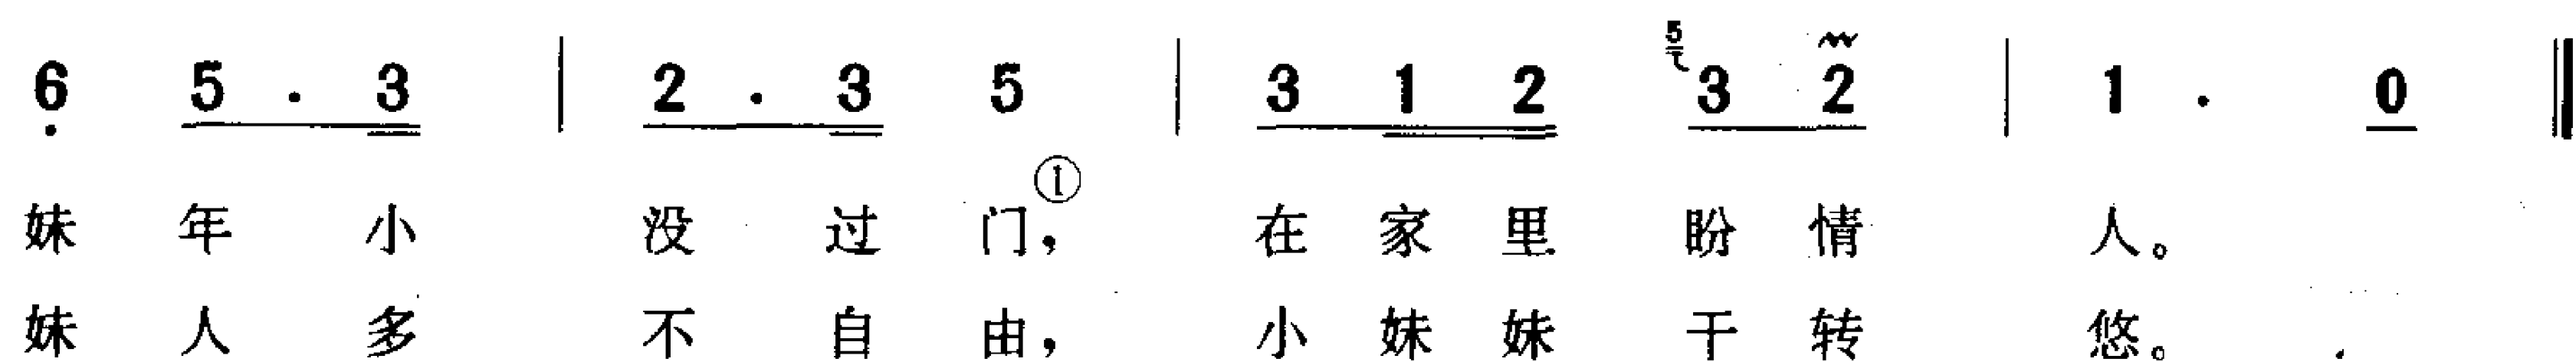 6 5 · 3 | 2 · 3 5 | 3 1 2 5 3 2 | 1 · 0 ‖
妹 年 小 没 过 门，① 在 家 里 盼 情 人。
妹 人 多 不 自 由， 小 妹 妹 干 转 悠。